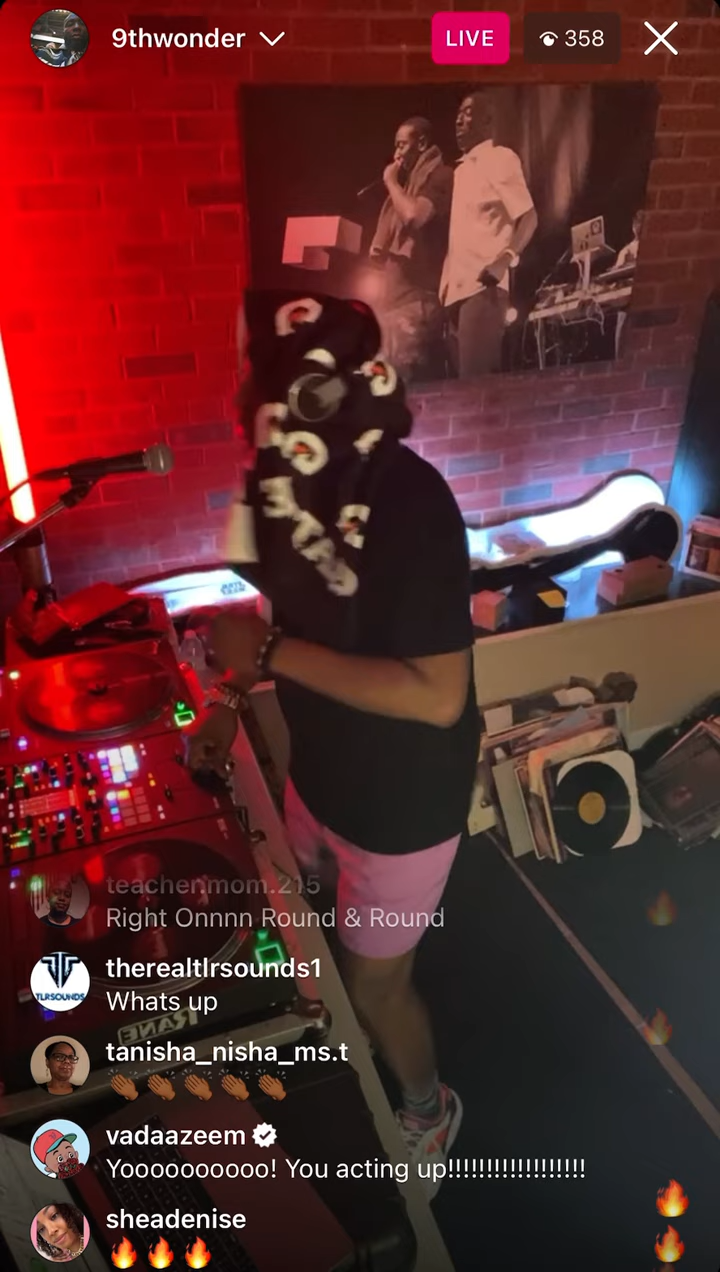 9thwonder
LIVE
358
teachermom.215
Right Onnnn Round & Round
therealtlrsounds1
Whats up
TLRSOUNDS
RANE
tanisha_nisha_ms.t
👏🏾👏🏾👏🏾👏🏾👏🏾
vadaazeem
Yoooooooooo! You acting up!!!!!!!!!!!!!!!!!!!
sheadenise
🔥🔥🔥